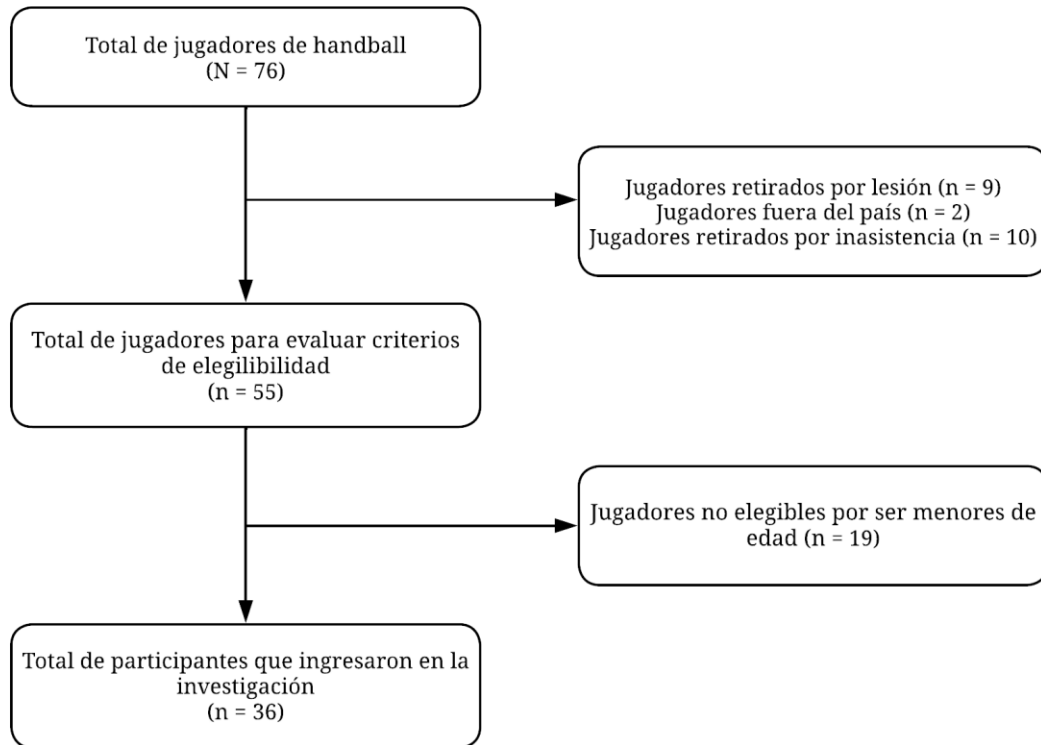 Total de jugadores de handball
(N = 76)
Jugadores retirados por lesión (n = 9)
Jugadores fuera del país (n = 2)
Jugadores retirados por inasistencia (n = 10)
Total de jugadores para evaluar criterios
de elegilibilidad
(n = 55)
Jugadores no elegibles por ser menores de
edad (n = 19)
Total de participantes que ingresaron en la
investigación
(n = 36)